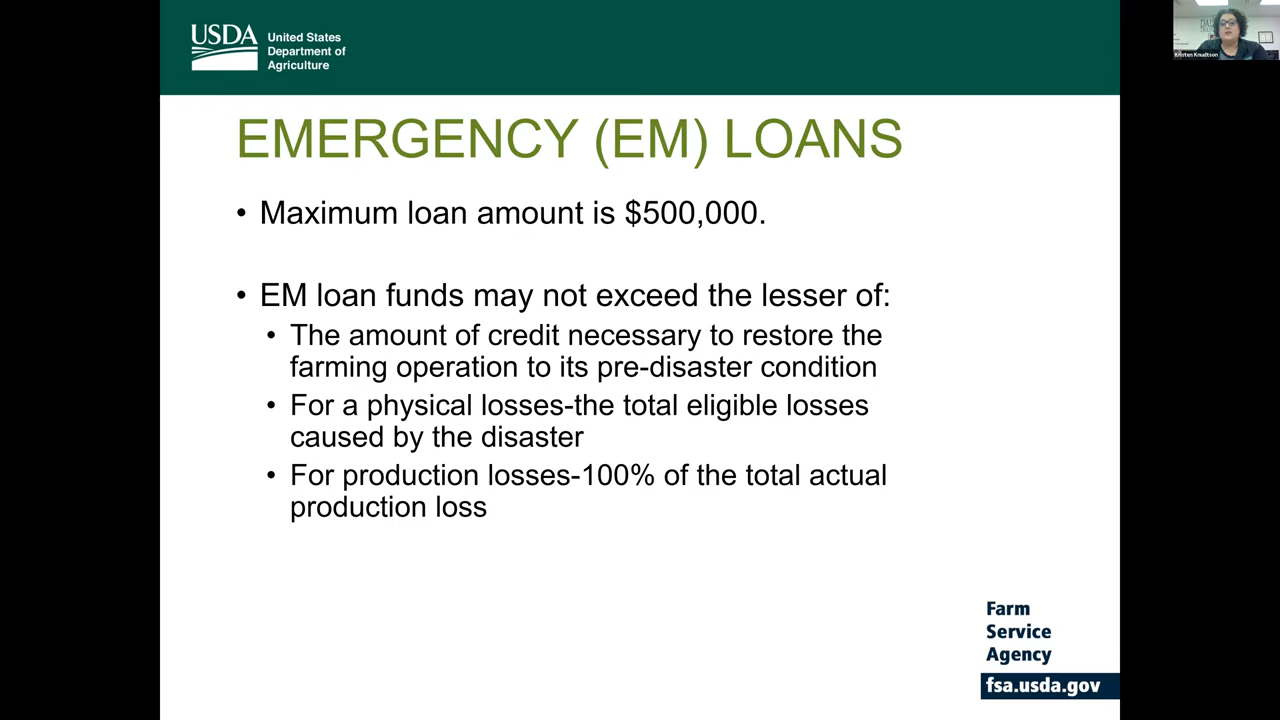 USDA
United States
Department of
Agriculture
EMERGENCY (EM) LOANS
• Maximum loan amount is $500,000.
• EM loan funds may not exceed the lesser of:
• The amount of credit necessary to restore the
farming operation to its pre-disaster condition
• For a physical losses-the total eligible losses
caused by the disaster
• For production losses-100% of the total actual
production loss
Farm
Service
Agency
fsa.usda.gov